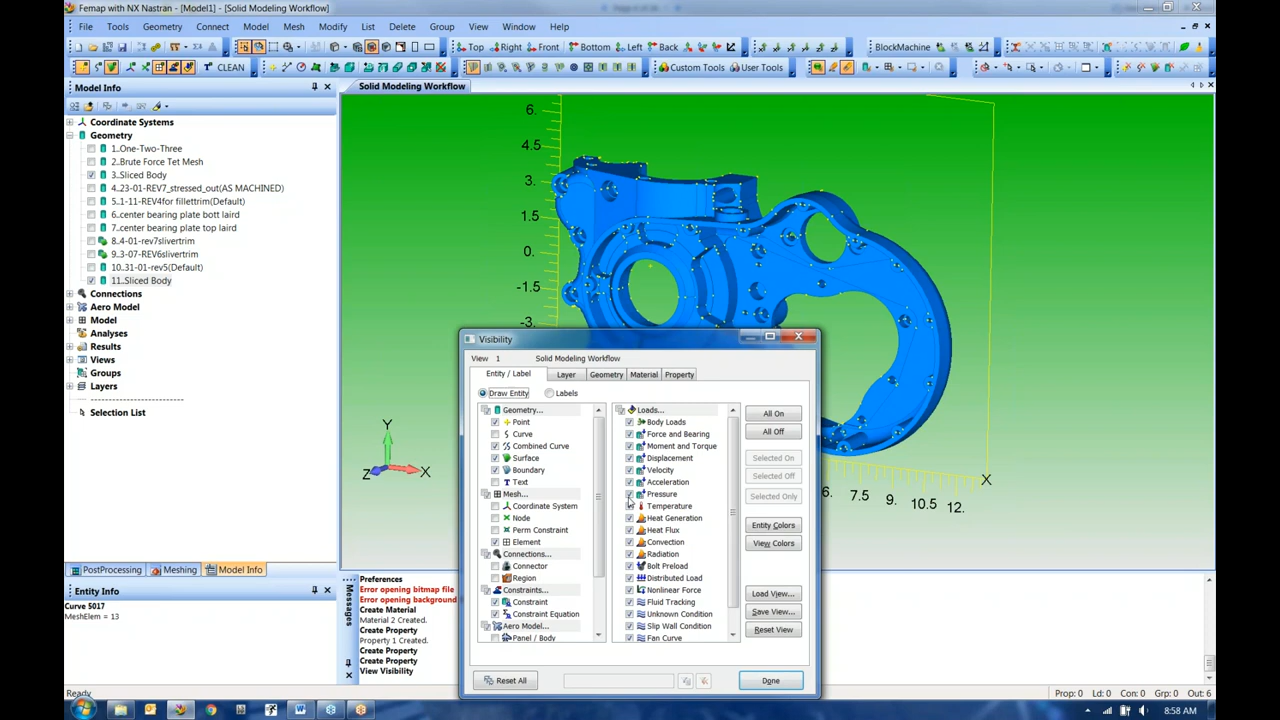 Femap with NX Nastran - [Model1] - [Solid Modeling Workflow]
File Tools Geometry Connect Model Mesh Modify List Delete Group View Window Help
Top Right Front Bottom Left Back BlockMachine
CLEAN Custom Tools User Tools
Model Info
Solid Modeling Workflow
Coordinate Systems
Geometry
1..One-Two-Three
2..Brute Force Tet Mesh
3..Sliced Body
4..23-01-REV7_stressed_out(AS MACHINED)
5..1-11-REV4for fillettrim(Default)
6..center bearing plate bott laird
7..center bearing plate top laird
8..4-01-rev7slivertrim
9..3-07-REV6slivertrim
10..31-01-rev5(Default)
11..Sliced Body
Connections
Aero Model
Model
Analyses
Results
Views
Groups
Layers
Selection List
6.
4.5
3.
1.5
0.
-1.5
-3.
Y
Z X
6. 7.5 9. 10.5 12.
X
Visibility
View 1 Solid Modeling Workflow
Entity / Label Layer Geometry Material Property
Draw Entity Labels
Geometry...
Point
Curve
Combined Curve
Surface
Boundary
Text
Mesh...
Coordinate System
Node
Perm Constraint
Element
Connections...
Connector
Region
Constraints...
Constraint
Constraint Equation
Aero Model...
Panel / Body
Loads...
Body Loads
Force and Bearing
Moment and Torque
Displacement
Velocity
Acceleration
Pressure
Temperature
Heat Generation
Heat Flux
Convection
Radiation
Bolt Preload
Distributed Load
Nonlinear Force
Fluid Tracking
Unknown Condition
Slip Wall Condition
Fan Curve
All On
All Off
Selected On
Selected Off
Selected Only
Entity Colors
View Colors
Load View...
Save View...
Reset View
Reset All
Done
PostProcessing Meshing Model Info
Entity Info
Curve 5017
MeshElem = 13
Messages
Preferences
Error opening bitmap file
Error opening background
Create Material
Material 2 Created.
Create Property
Property 1 Created.
Create Property
Create Property
View Visibility
Ready
Prop: 0 Ld: 0 Con: 0 Grp: 0 Out: 6
8:58 AM